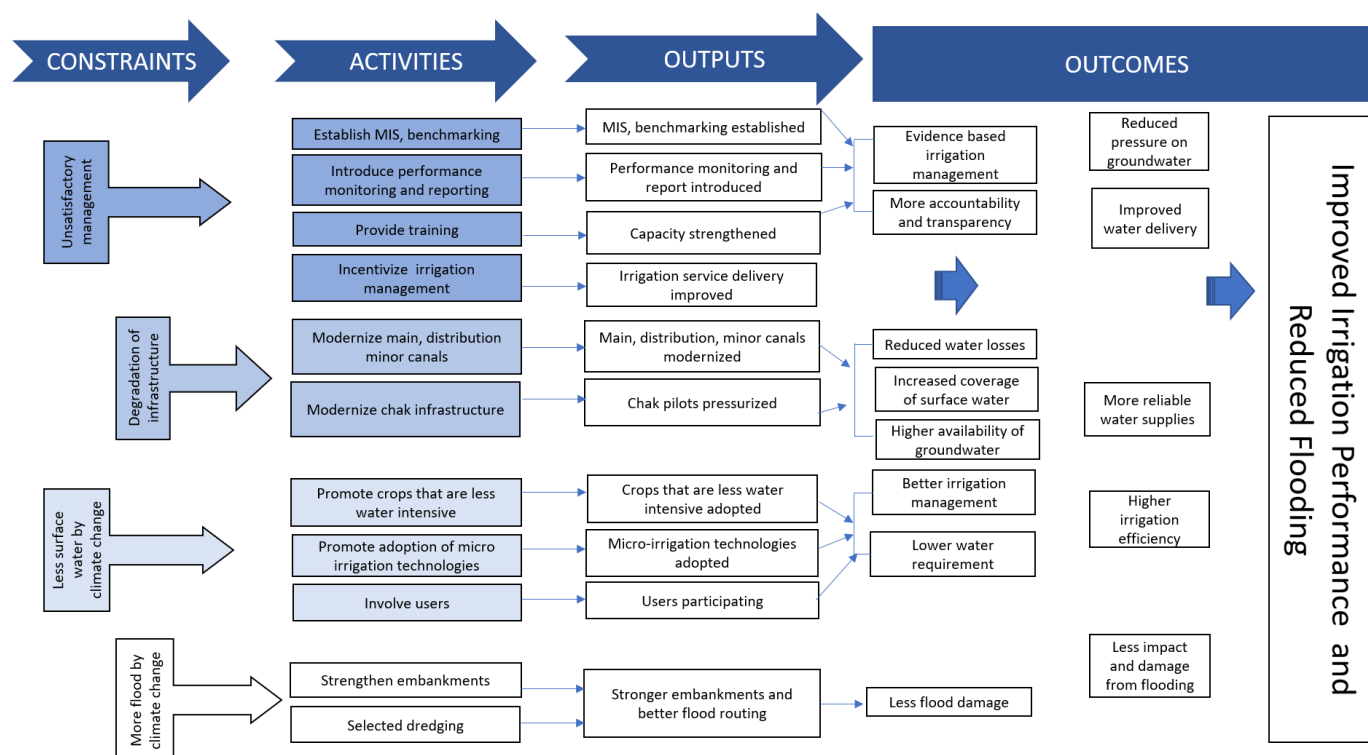 CONSTRAINTS
ACTIVITIES
OUTPUTS
OUTCOMES
Unsatisfactory
management
Establish MIS, benchmarking
Introduce performance
monitoring and reporting
Provide training
Incentivize irrigation
management
MIS, benchmarking established
Performance monitoring and
report introduced
Capacity strengthened
Irrigation service delivery
improved
Evidence based
irrigation
management
More accountability
and transparency
Reduced
pressure on
groundwater
Improved
water delivery
Degradation of
infrastructure
Modernize main, distribution
minor canals
Modernize chak infrastructure
Main, distribution, minor canals
modernized
Chak pilots pressurized
Reduced water losses
Increased coverage
of surface water
Higher availability of
groundwater
More reliable
water supplies
Less surface
water by
climate change
Promote crops that are less
water intensive
Promote adoption of micro
irrigation technologies
Involve users
Crops that are less water
intensive adopted
Micro-irrigation technologies
adopted
Users participating
Better irrigation
management
Lower water
requirement
Higher
irrigation
efficiency
More flood by
climate change
Strengthen embankments
Selected dredging
Stronger embankments and
better flood routing
Less flood damage
Less impact
and damage
from flooding
Improved Irrigation Performance and
Reduced Flooding